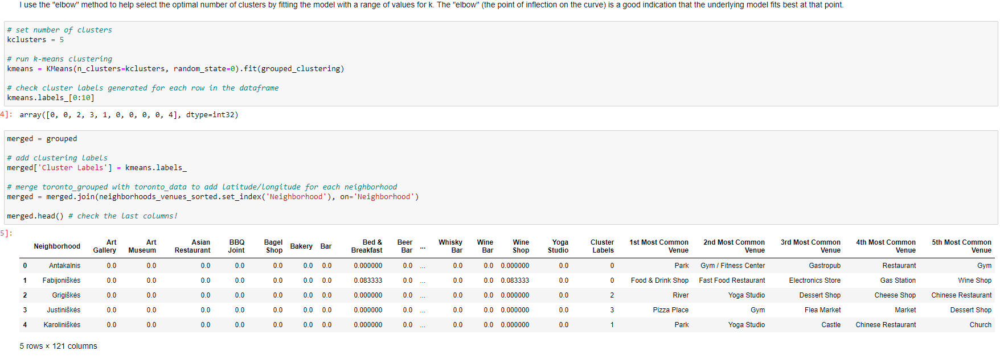 I use the "elbow" method to help select the optimal number of clusters by fitting the model with a range of values for k. The "elbow" (the point of inflection on the curve) is a good indication that the underlying model fits best at that point.
# set number of clusters
kclusters = 5
# run k-means clustering
kmeans = KMeans(n_clusters=kclusters, random_state=0).fit(grouped_clustering)
# check cluster labels generated for each row in the dataframe
kmeans.labels_[0:10]
4]: array([0, 0, 2, 3, 1, 0, 0, 0, 0, 4], dtype=int32)
merged = grouped
# add clustering labels
merged['Cluster Labels'] = kmeans.labels_
# merge toronto_grouped with toronto_data to add latitude/longitude for each neighborhood
merged = merged.join(neighborhoods_venues_sorted.set_index('Neighborhood'), on='Neighborhood')
merged.head() # check the last columns!
5]:
Neighborhood Art Gallery Art Museum Asian Restaurant BBQ Joint Bagel Shop Bakery Bar Bed & Breakfast Beer Bar ... Whisky Bar Wine Bar Wine Shop Yoga Studio Cluster Labels 1st Most Common Venue 2nd Most Common Venue 3rd Most Common Venue 4th Most Common Venue 5th Most Common Venue
0 Antakalnis 0.0 0.0 0.0 0.0 0.0 0.0 0.0 0.000000 0.0 ... 0.0 0.0 0.000000 0.0 0 Park Gym / Fitness Center Gastropub Restaurant Gym
1 Fabijoniškės 0.0 0.0 0.0 0.0 0.0 0.0 0.0 0.083333 0.0 ... 0.0 0.0 0.083333 0.0 0 Food & Drink Shop Fast Food Restaurant Electronics Store Gas Station Wine Shop
2 Grigiškės 0.0 0.0 0.0 0.0 0.0 0.0 0.0 0.000000 0.0 ... 0.0 0.0 0.000000 0.0 2 River Yoga Studio Dessert Shop Cheese Shop Chinese Restaurant
3 Justiniškės 0.0 0.0 0.0 0.0 0.0 0.0 0.0 0.000000 0.0 ... 0.0 0.0 0.000000 0.0 3 Pizza Place Gym Flea Market Market Dessert Shop
4 Karoliniškės 0.0 0.0 0.0 0.0 0.0 0.0 0.0 0.000000 0.0 ... 0.0 0.0 0.000000 0.0 1 Park Yoga Studio Castle Chinese Restaurant Church
5 rows × 121 columns